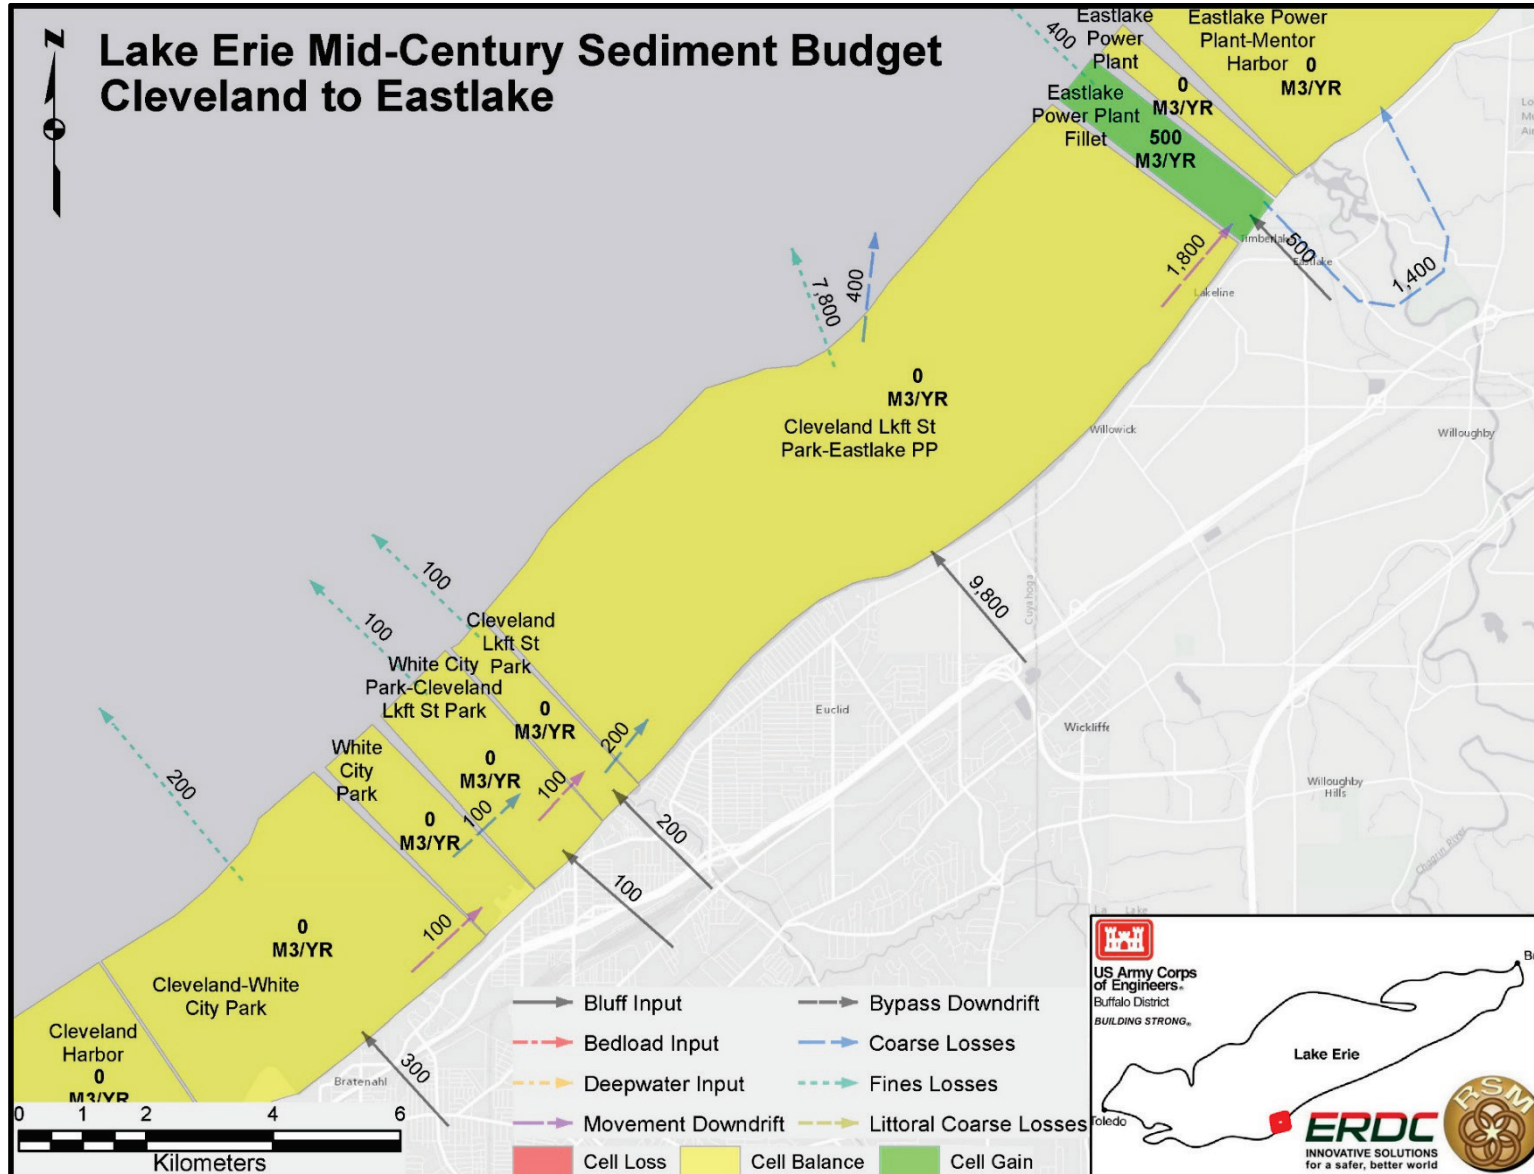 Lake Erie Mid-Century Sediment Budget
Cleveland to Eastlake
N
400
Eastlake
Power
Plant
0
M3/YR
Eastlake Power
Plant-Mentor
Harbor
0
M3/YR
Eastlake
Power Plant
Fillet
500
M3/YR
500
1,400
1,800
Timberlake
Eastlake
Lakeline
7,800
400
0
M3/YR
Cleveland Lkft St
Park-Eastlake PP
Willowick
Willoughby
9,800
Cuyahoga
Euclid
Wickliffe
Willoughby
Hills
Chagrin River
100
100
Cleveland
Lkft St
Park
0
M3/YR
200
White City
Park-Cleveland
Lkft St Park
0
M3/YR
100
200
200
White
City
Park
0
M3/YR
100
100
0
M3/YR
100
Cleveland-White
City Park
Cleveland
Harbor
0
M3/YR
Bratenahl
300
0 1 2 4 6
Kilometers
Bluff Input
Bedload Input
Deepwater Input
Movement Downdrift
Bypass Downdrift
Coarse Losses
Fines Losses
Littoral Coarse Losses
Cell Loss
Cell Balance
Cell Gain
US Army Corps
of Engineers®
Buffalo District
BUILDING STRONG®
Lake Erie
Toledo
ERDC
INNOVATIVE SOLUTIONS
for a safer, better world
RSM